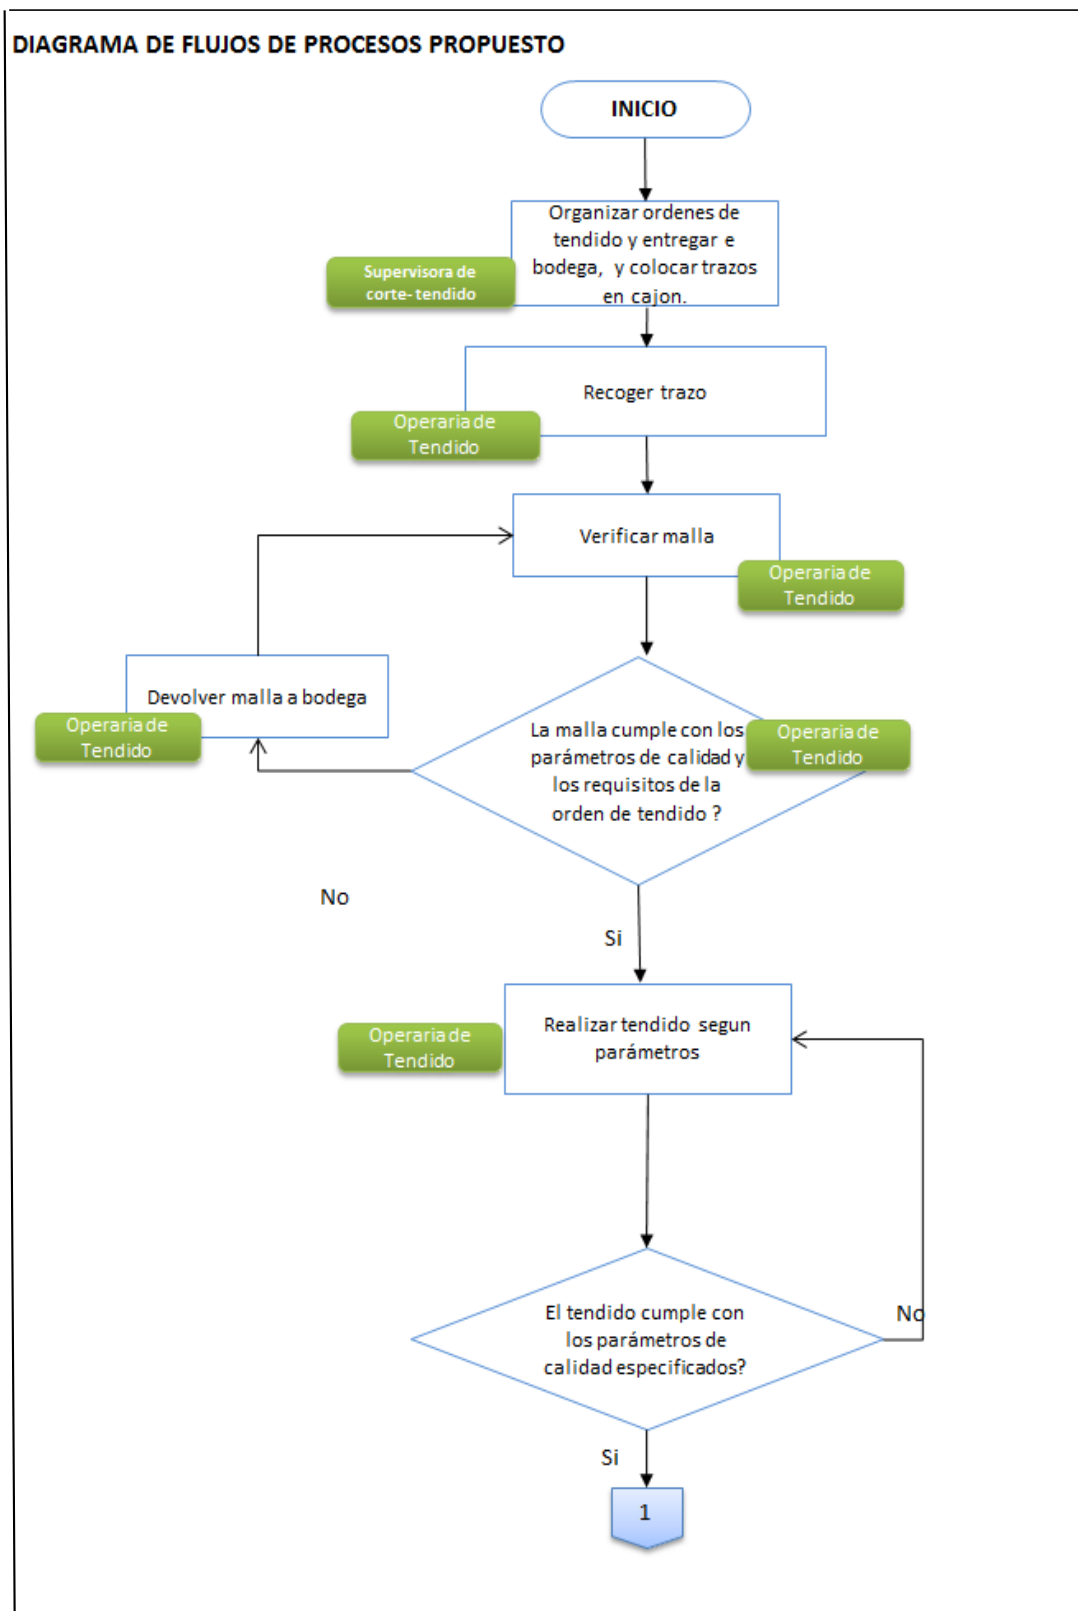 DIAGRAMA DE FLUJOS DE PROCESOS PROPUESTO
INICIO
Organizar ordenes de
tendido y entregar e
bodega, y colocar trazos
en cajon.
Supervisora de
corte- tendido
Recoger trazo
Operaria de
Tendido
Verificar malla
Operaria de
Tendido
Devolver malla a bodega
Operaria de
Tendido
La malla cumple con los
parámetros de calidad y
los requisitos de la
orden de tendido ?
Operaria de
Tendido
No
Si
Realizar tendido segun
parámetros
Operaria de
Tendido
El tendido cumple con
los parámetros de
calidad especificados?
No
Si
1